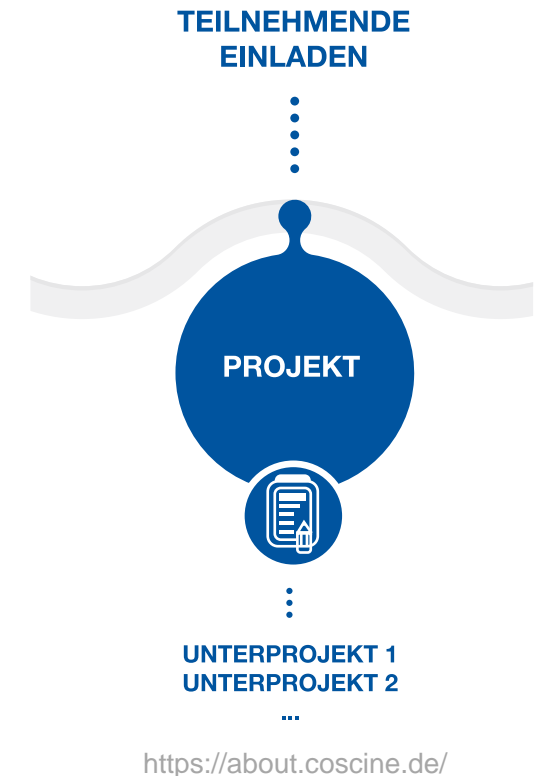 TEILNEHMENDE
EINLADEN
PROJEKT
UNTERPROJEKT 1
UNTERPROJEKT 2
...
https://about.coscine.de/